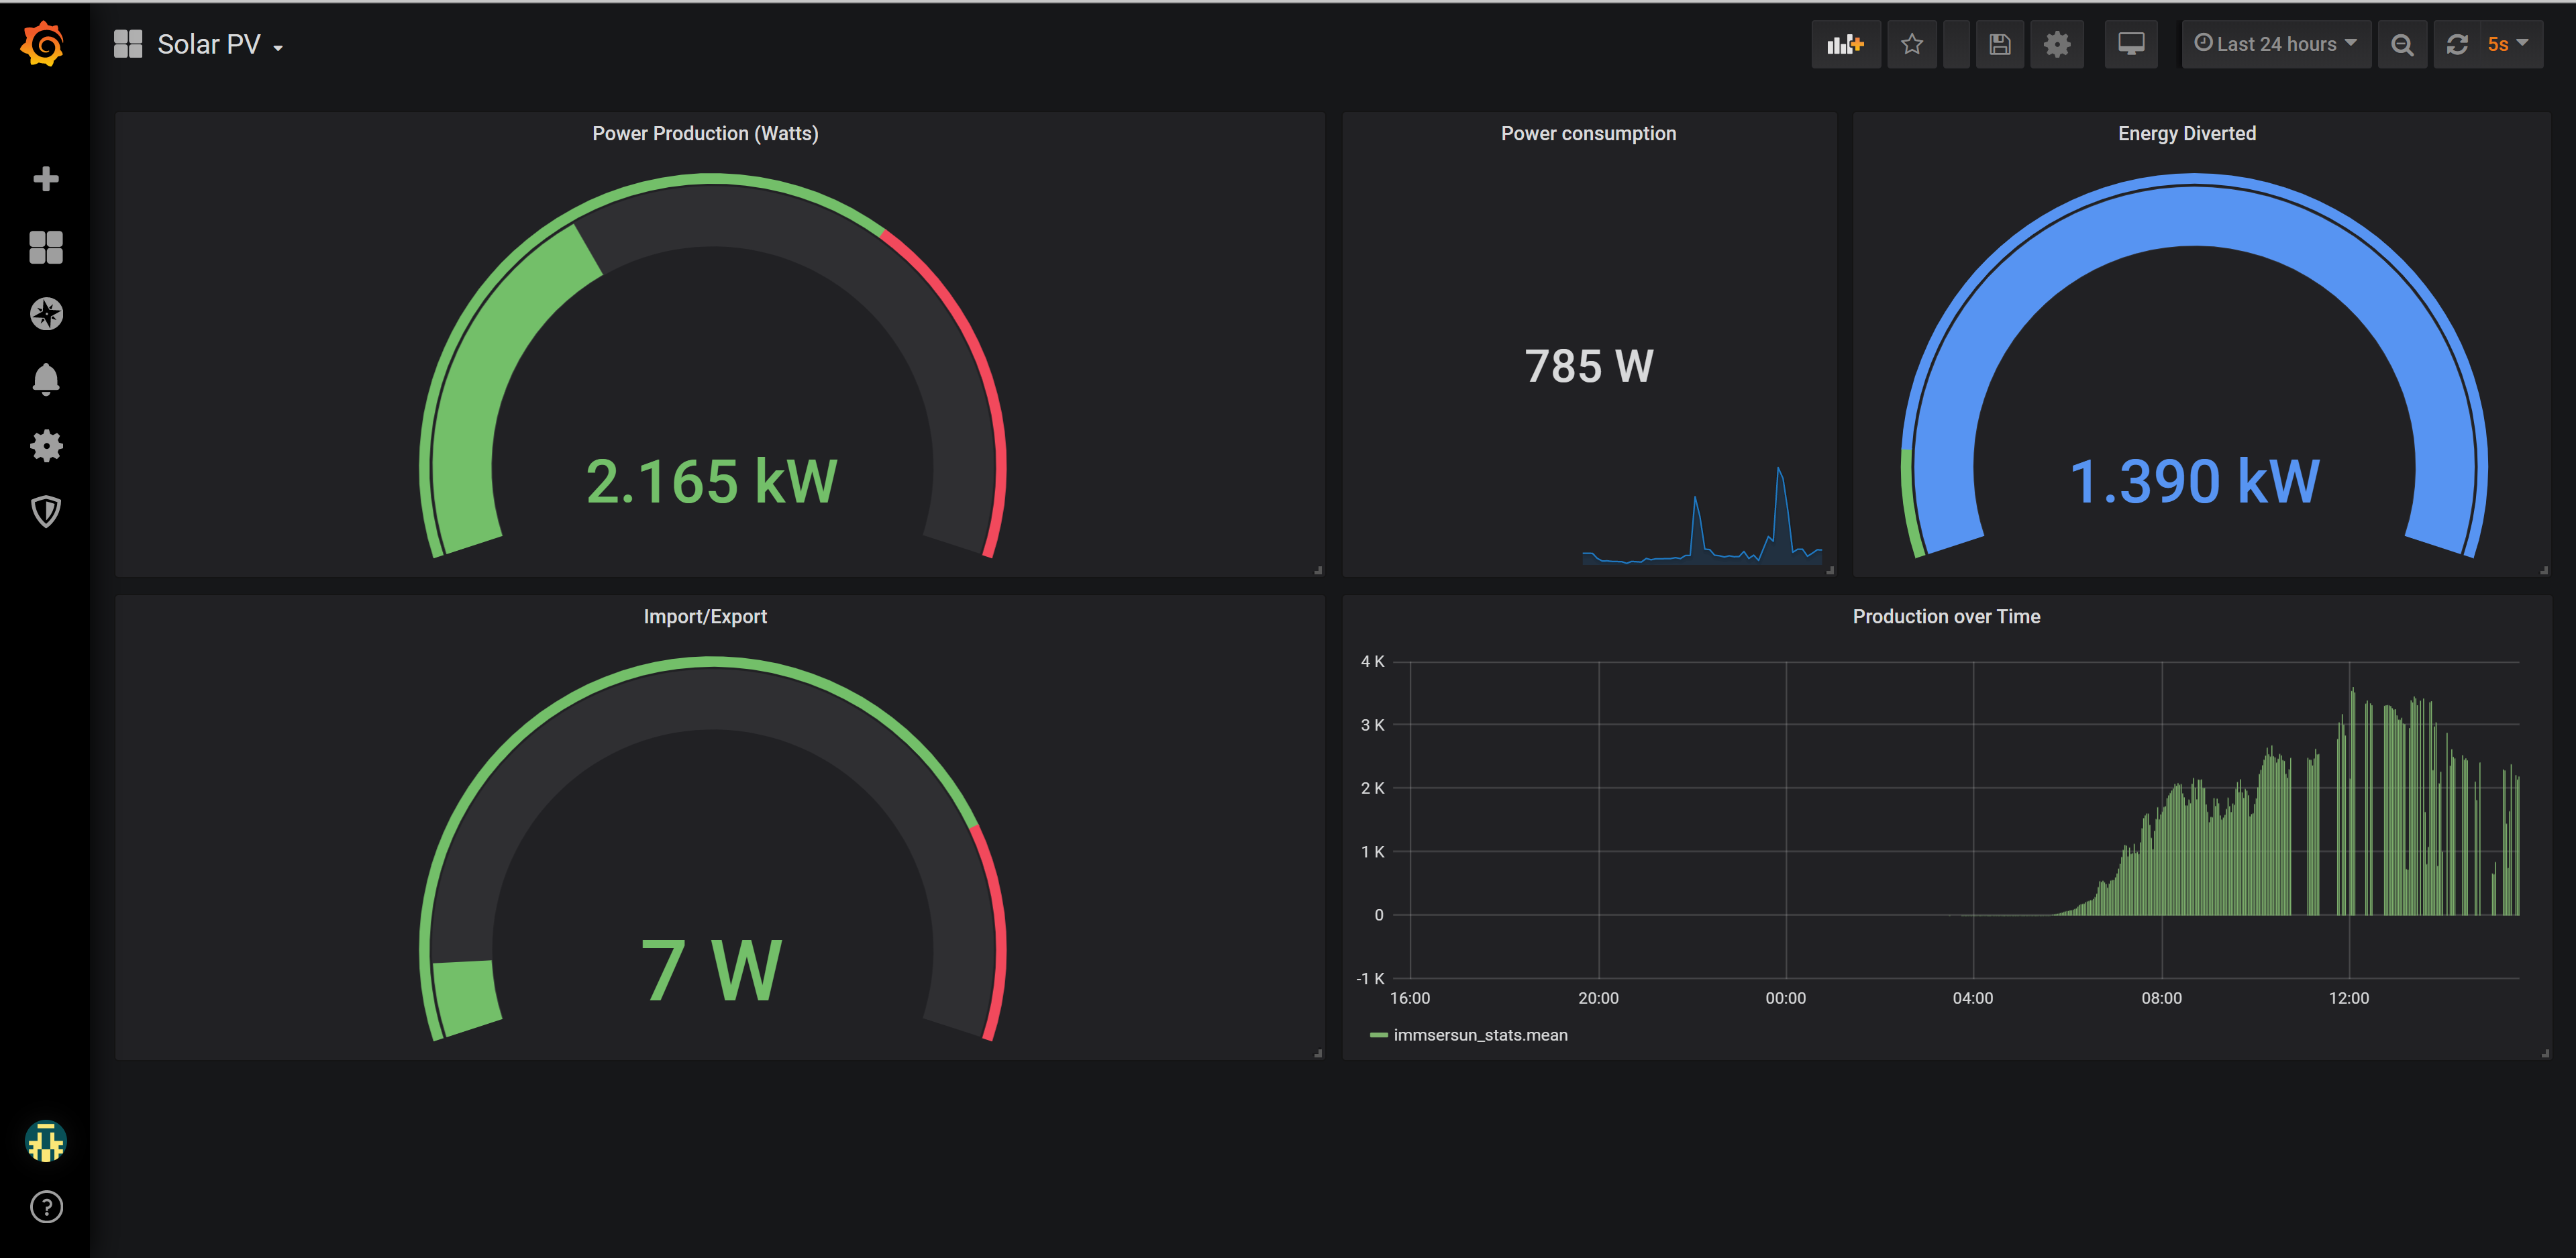 Solar PV
Last 24 hours
5s
Power Production (Watts)
2.165 kW
Power consumption
785 W
Energy Diverted
1.390 kW
Import/Export
7 W
Production over Time
4 K
3 K
2 K
1 K
0
-1 K
16:00 20:00 00:00 04:00 08:00 12:00
immsersun_stats.mean
?